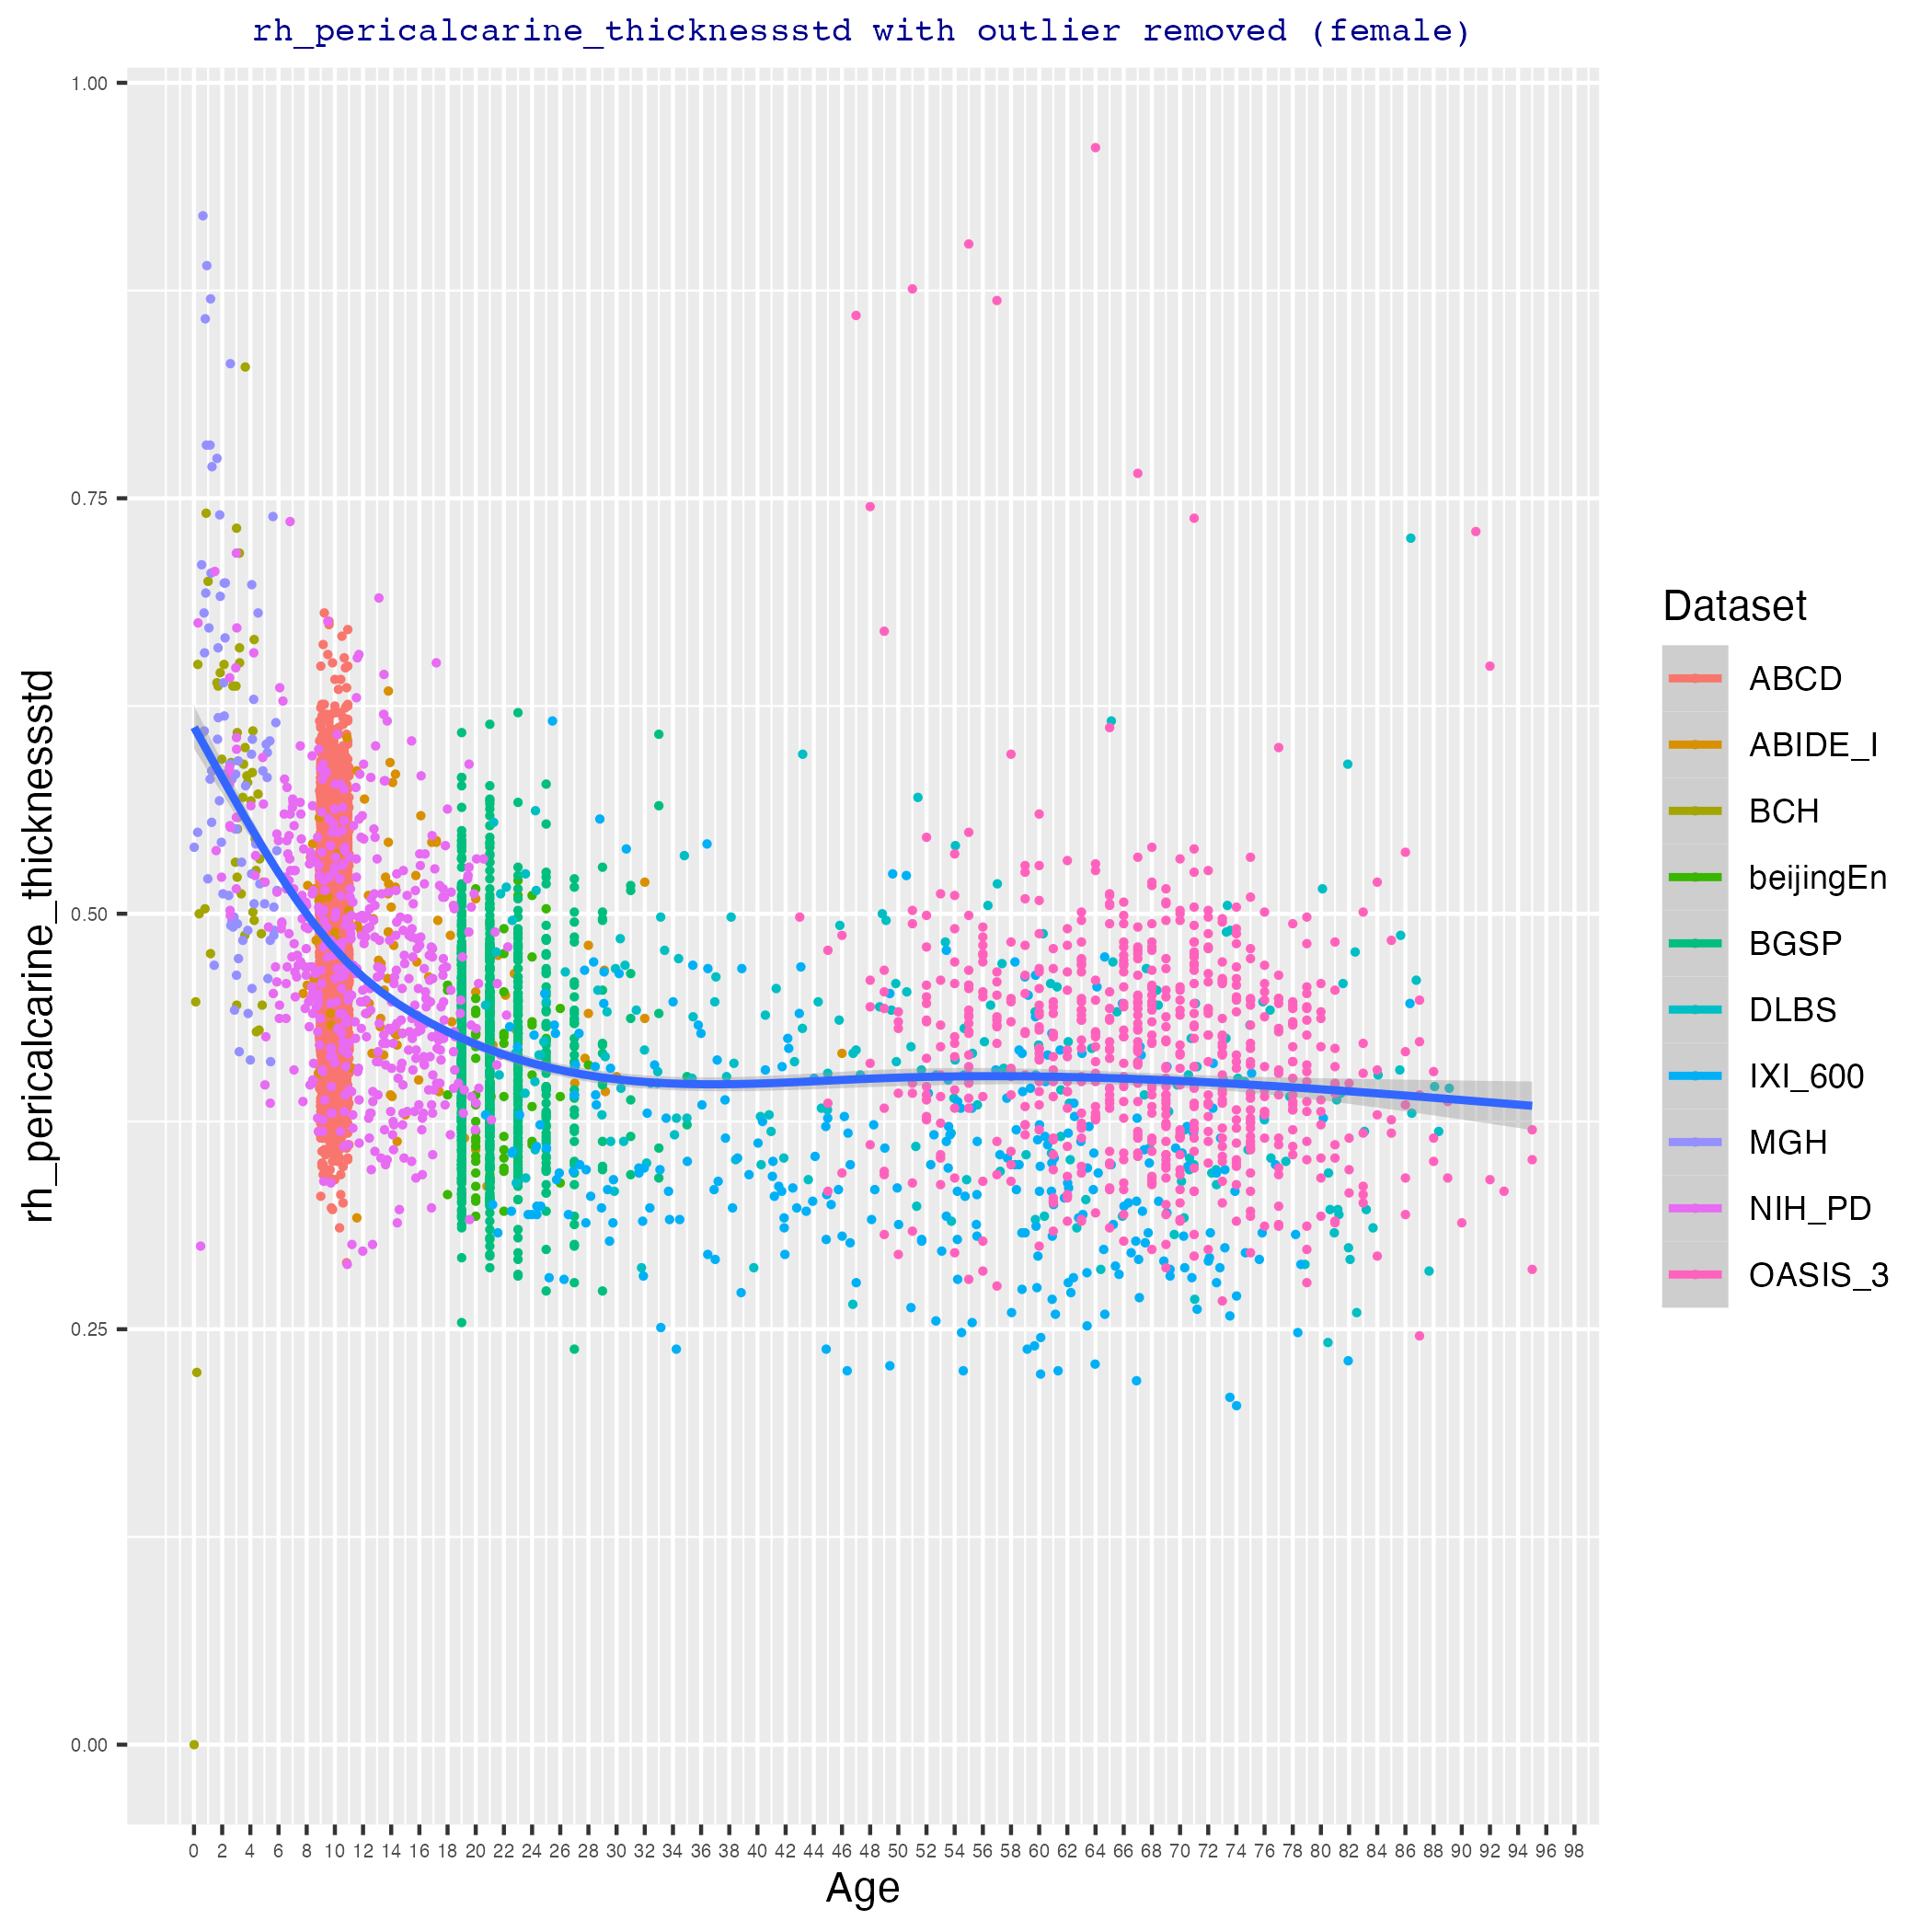 rh_pericalcarine_thicknessstd with outlier removed (female)
1.00
0.75
0.50
0.25
0.00
rh_pericalcarine_thicknessstd
0 2 4 6 8 10 12 14 16 18 20 22 24 26 28 30 32 34 36 38 40 42 44 46 48 50 52 54 56 58 60 62 64 66 68 70 72 74 76 78 80 82 84 86 88 90 92 94 96 98
Age
Dataset
ABCD
ABIDE_I
BCH
beijingEn
BGSP
DLBS
IXI_600
MGH
NIH_PD
OASIS_3